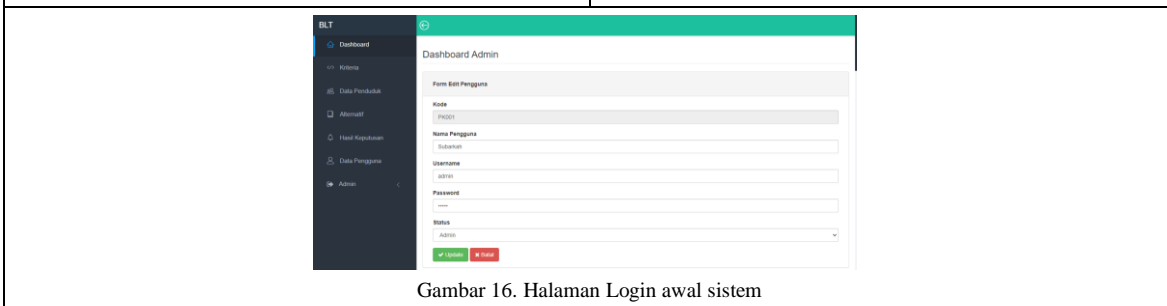 BLT
Dashboard
Kriteria
Data Penduduk
Alternatif
Hasil Keputusan
Data Pengguna
Admin
Dashboard Admin
Form Edit Pengguna
Kode
PK001
Nama Pengguna
Subarkah
Username
admin
Password
•••••
Status
Admin
Update Batal
Gambar 16. Halaman Login awal sistem